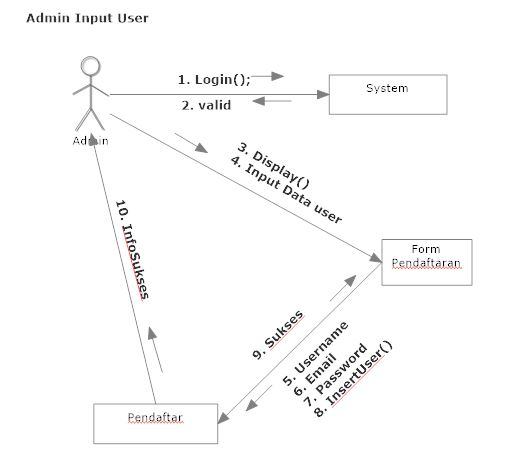 Admin Input User
1. Login();
System
2. valid
Admin
3. Display()
4. Input Data user
10. InfoSukses
Form
Pendaftaran
9. Sukses
5. Username
6. Email
7. Password
8. InsertUser()
Pendaftar